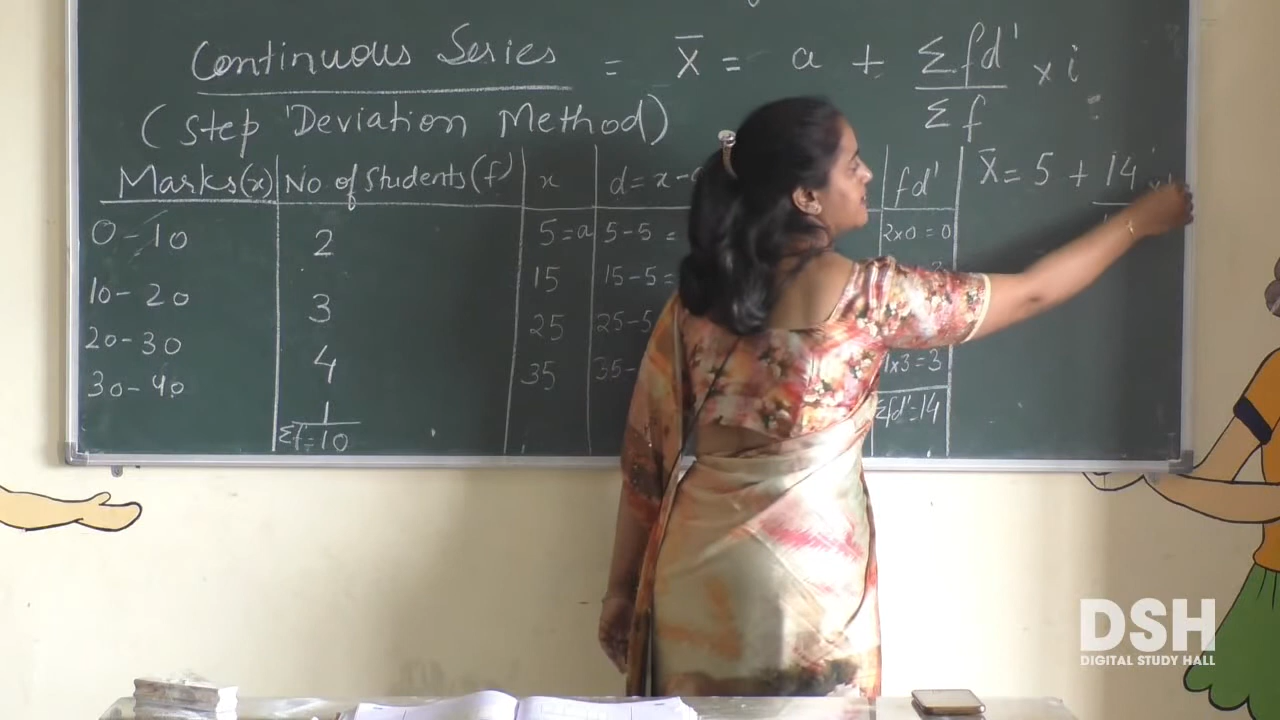 Continuous Series = X̄ = a + Σfd' / Σf × i
(Step Deviation Method)
Marks(x) No. of Students(f) x d=x- fd'
0-10 2 5=a 5-5= 2x0=0
10-20 3 15 15-5=
20-30 4 25 25-5
30-40 1 35 35- 1x3=3
Σf=10 Σfd'=14
X̄= 5 + 14
DSH
DIGITAL STUDY HALL